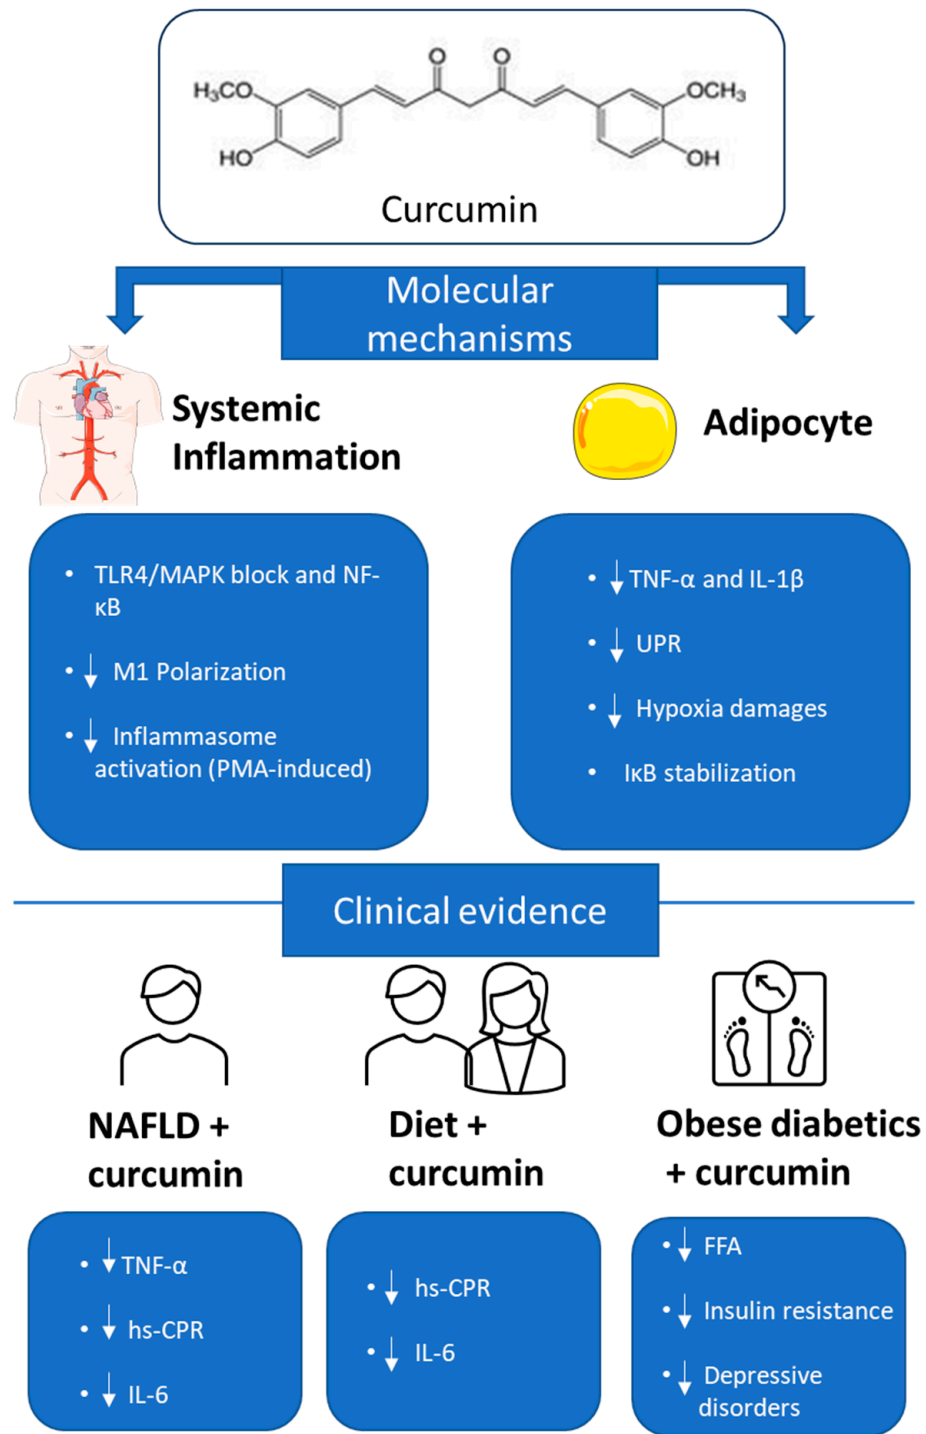 O O
H₃CO OCH₃
HO OH
Curcumin
Molecular
mechanisms
Systemic
Inflammation
• TLR4/MAPK block and NF-
κB
• ↓ M1 Polarization
• ↓ Inflammasome
activation (PMA-induced)
Adipocyte
• ↓ TNF-α and IL-1β
• ↓ UPR
• ↓ Hypoxia damages
• IκB stabilization
Clinical evidence
NAFLD +
curcumin
• ↓ TNF-α
• ↓ hs-CPR
• ↓ IL-6
Diet +
curcumin
• ↓ hs-CPR
• ↓ IL-6
Obese diabetics
+ curcumin
• ↓ FFA
• ↓ Insulin resistance
• ↓ Depressive
disorders